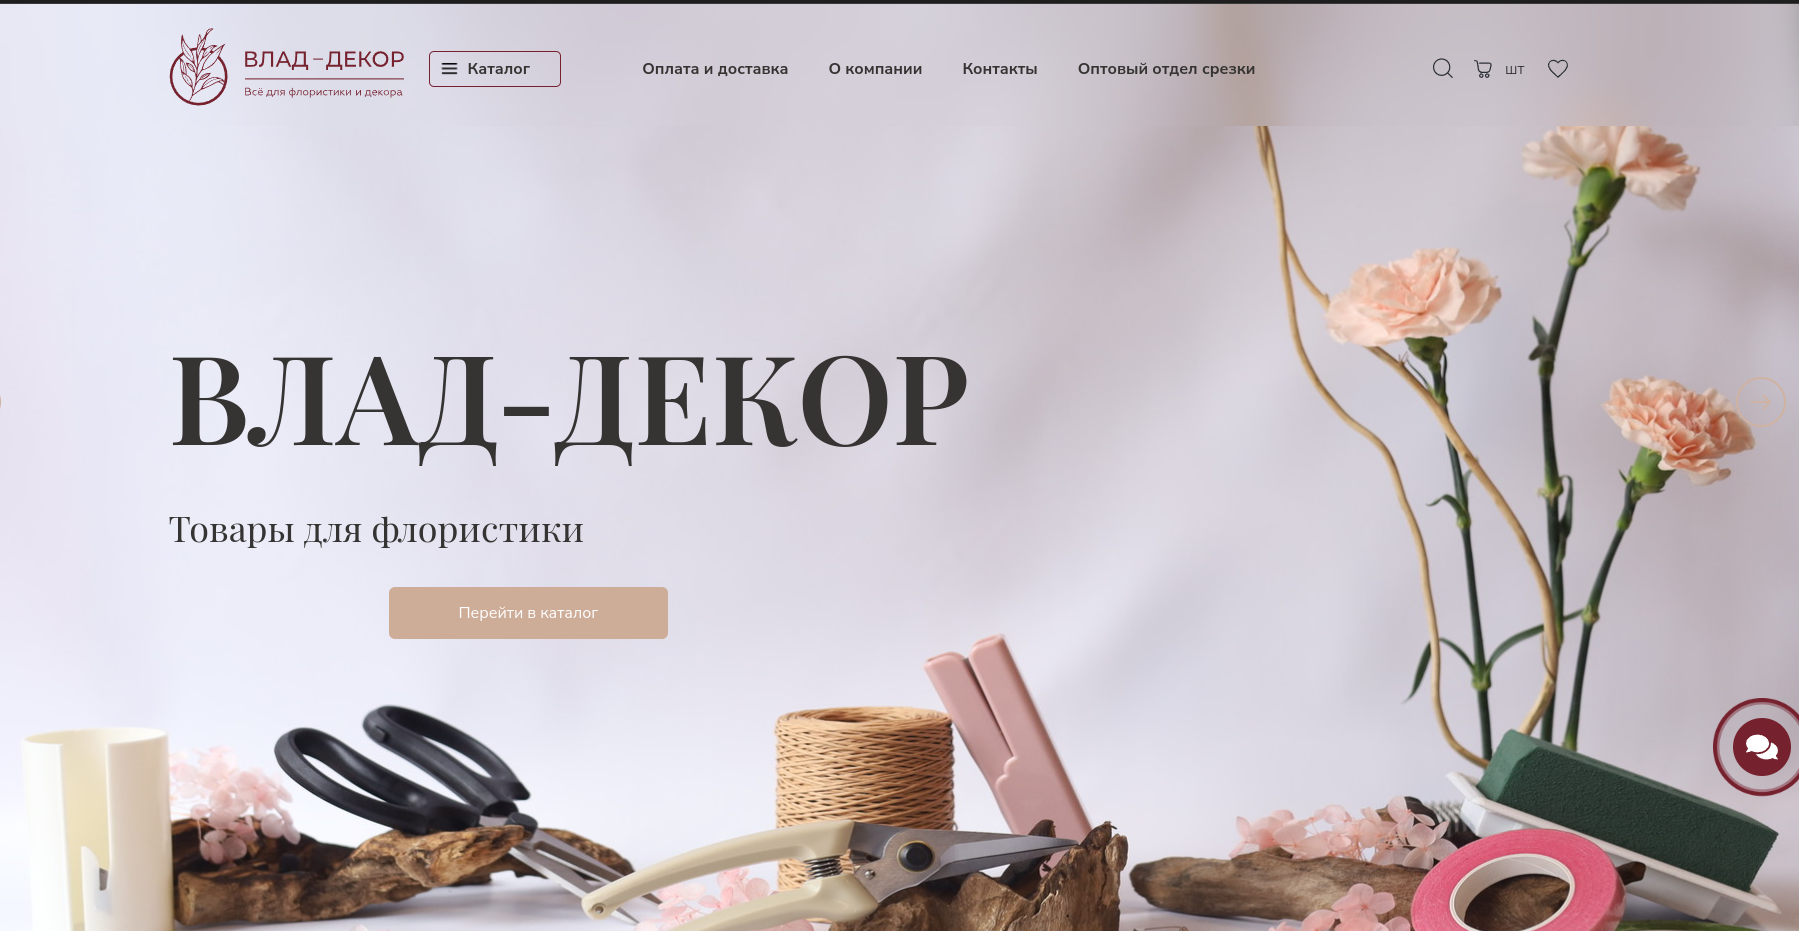 ВЛАД-ДЕКОР
Всё для флористики и декора
Каталог
Оплата и доставка
О компании
Контакты
Оптовый отдел срезки
шт
ВЛАД-ДЕКОР
Товары для флористики
Перейти в каталог